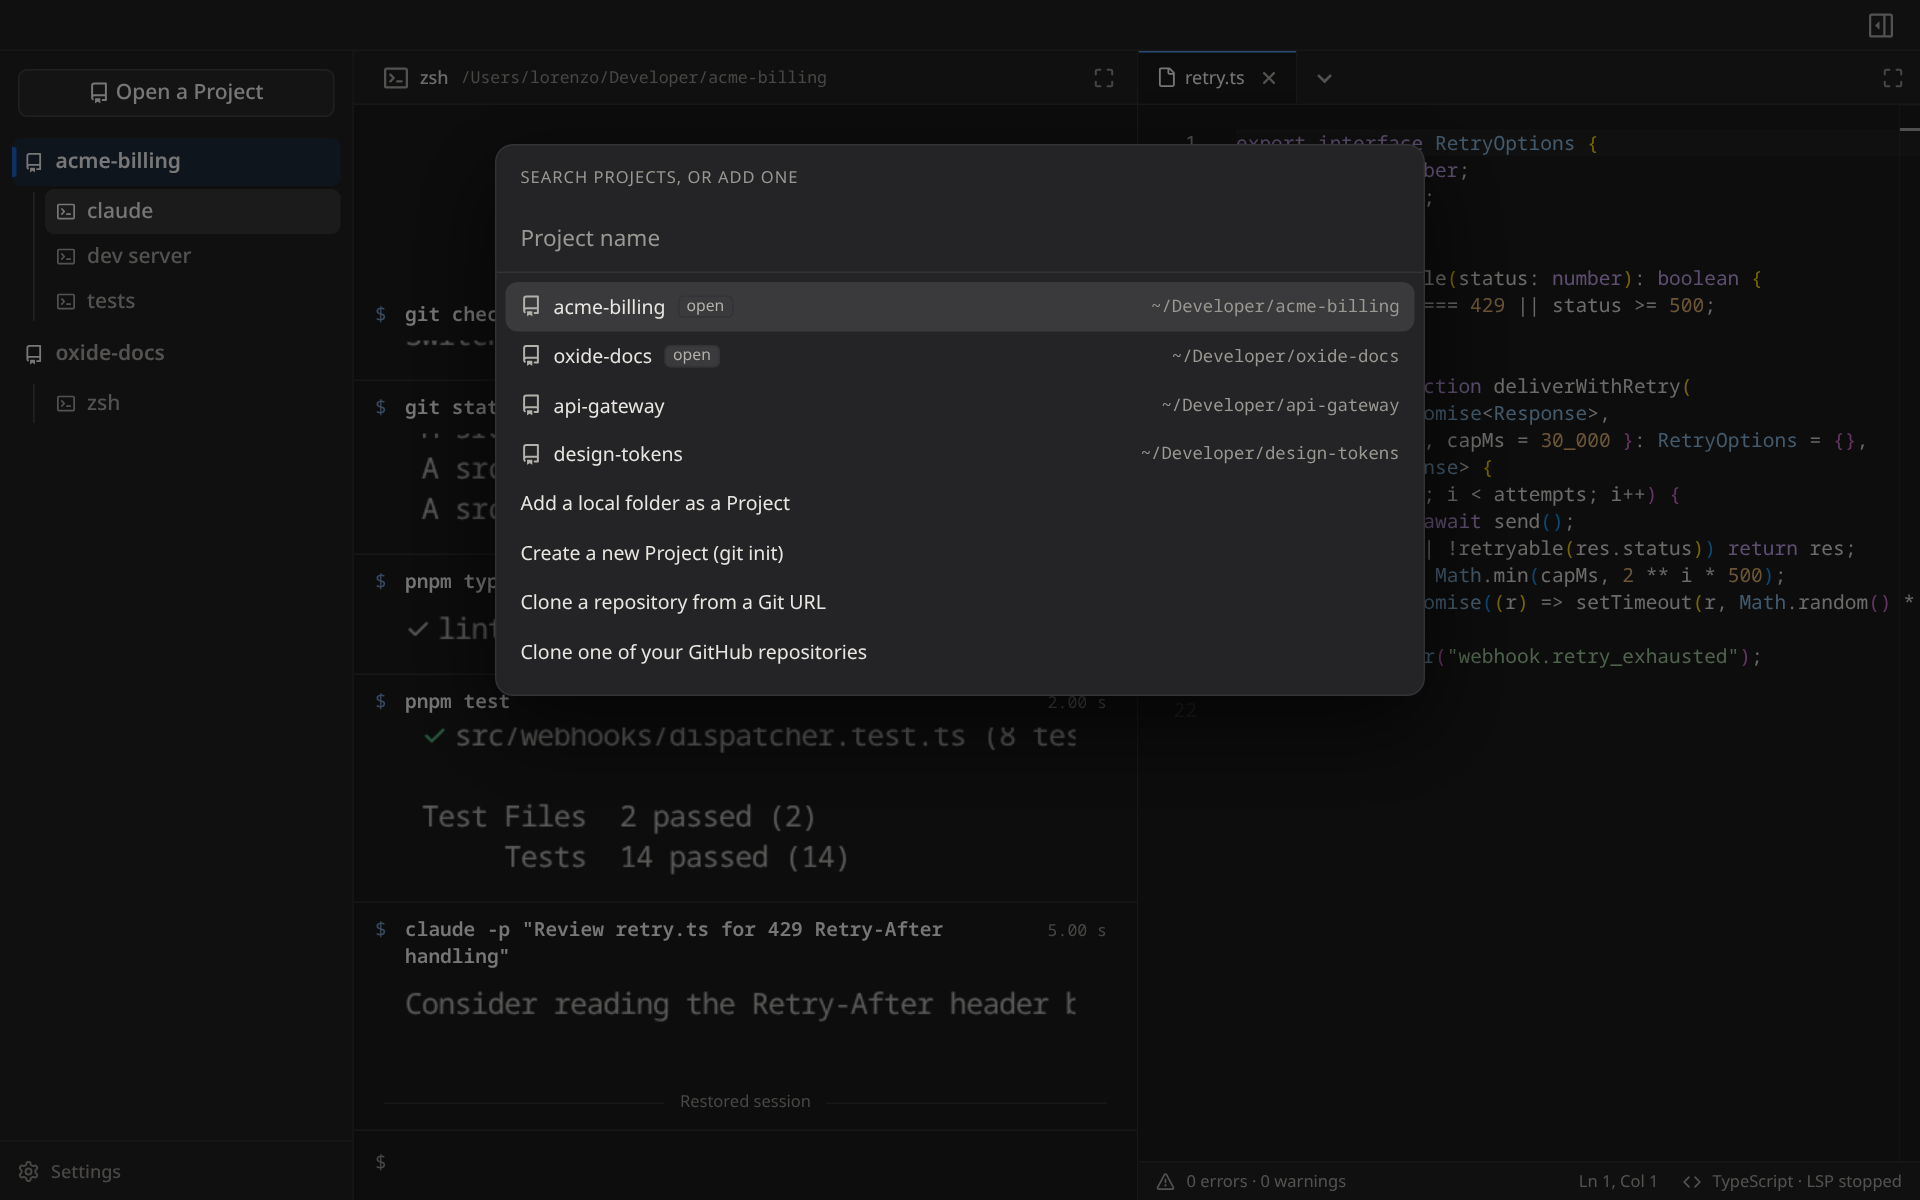 Open a Project
acme-billing
claude
dev server
tests
oxide-docs
zsh
Settings
zsh /Users/lorenzo/Developer/acme-billing
$ git chec
$ git stat
A src
A src
$ pnpm typ
✓ lint
$ pnpm test 2.00 s
✓ src/webhooks/dispatcher.test.ts (8 tes
Test Files 2 passed (2)
Tests 14 passed (14)
$ claude -p "Review retry.ts for 429 Retry-After 5.00 s
handling"
Consider reading the Retry-After header b
Restored session
$
SEARCH PROJECTS, OR ADD ONE
Project name
acme-billing open ~/Developer/acme-billing
oxide-docs open ~/Developer/oxide-docs
api-gateway ~/Developer/api-gateway
design-tokens ~/Developer/design-tokens
Add a local folder as a Project
Create a new Project (git init)
Clone a repository from a Git URL
Clone one of your GitHub repositories
retry.ts
1 export interface RetryOptions {
ber;
;
le(status: number): boolean {
=== 429 || status >= 500;
ction deliverWithRetry(
omise<Response>,
, capMs = 30_000 }: RetryOptions = {},
nse> {
; i < attempts; i++) {
await send();
| !retryable(res.status)) return res;
Math.min(capMs, 2 ** i * 500);
omise((r) => setTimeout(r, Math.random() *
r("webhook.retry_exhausted");
22
0 errors · 0 warnings
Ln 1, Col 1
TypeScript · LSP stopped